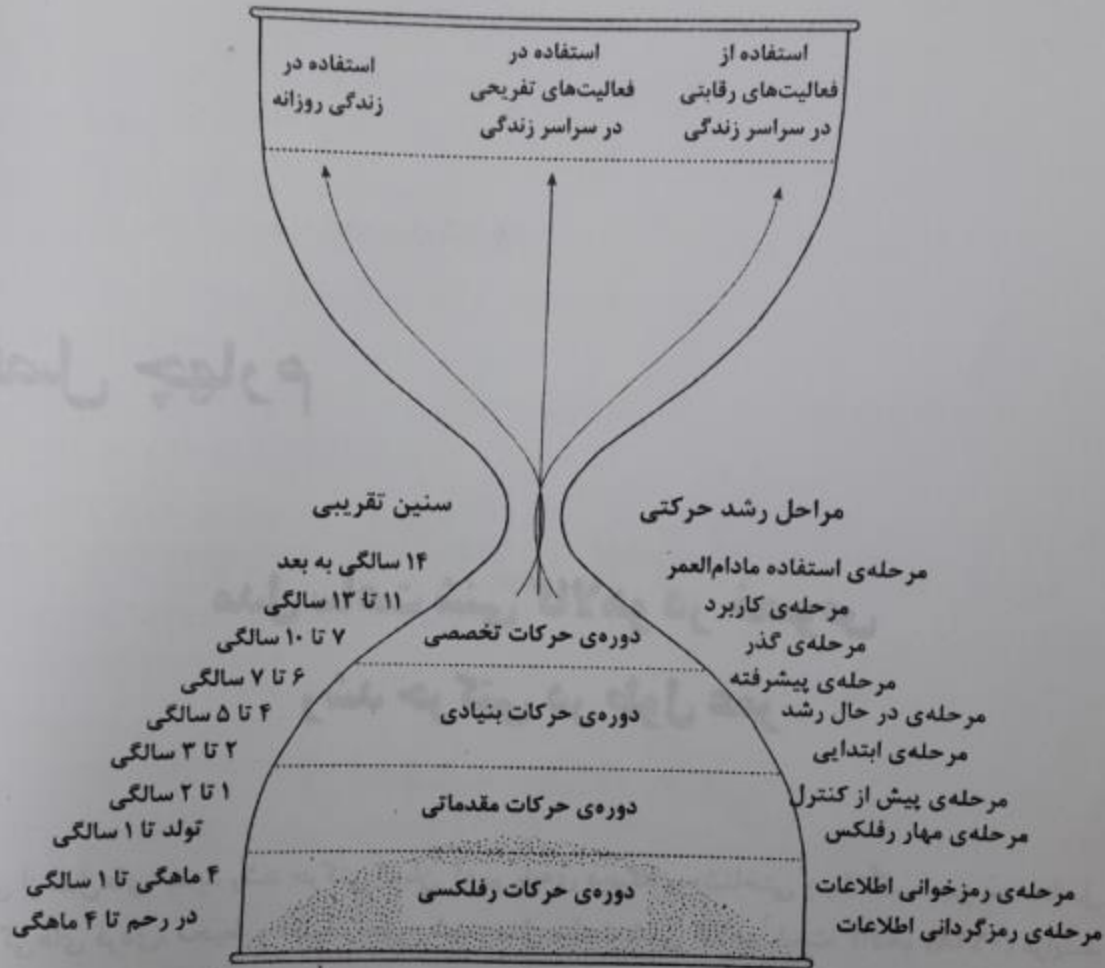 استفاده از
فعالیت‌های رقابتی
در سراسر زندگی
استفاده در
فعالیت‌های تفریحی
در سراسر زندگی
استفاده در
زندگی روزانه
مراحل رشد حرکتی
سنین تقریبی
مرحله‌ی استفاده مادام‌العمر
۱۴ سالگی به بعد
مرحله‌ی کاربرد
۱۱ تا ۱۳ سالگی
مرحله‌ی گذر
دوره‌ی حرکات تخصصی
۷ تا ۱۰ سالگی
مرحله‌ی پیشرفته
۶ تا ۷ سالگی
مرحله‌ی در حال رشد
دوره‌ی حرکات بنیادی
۴ تا ۵ سالگی
مرحله‌ی ابتدایی
۲ تا ۳ سالگی
مرحله‌ی پیش از کنترل
دوره‌ی حرکات مقدماتی
۱ تا ۲ سالگی
مرحله‌ی مهار رفلکس
تولد تا ۱ سالگی
مرحله‌ی رمزخوانی اطلاعات
دوره‌ی حرکات رفلکسی
۴ ماهگی تا ۱ سالگی
مرحله‌ی رمزگردانی اطلاعات
در رحم تا ۴ ماهگی